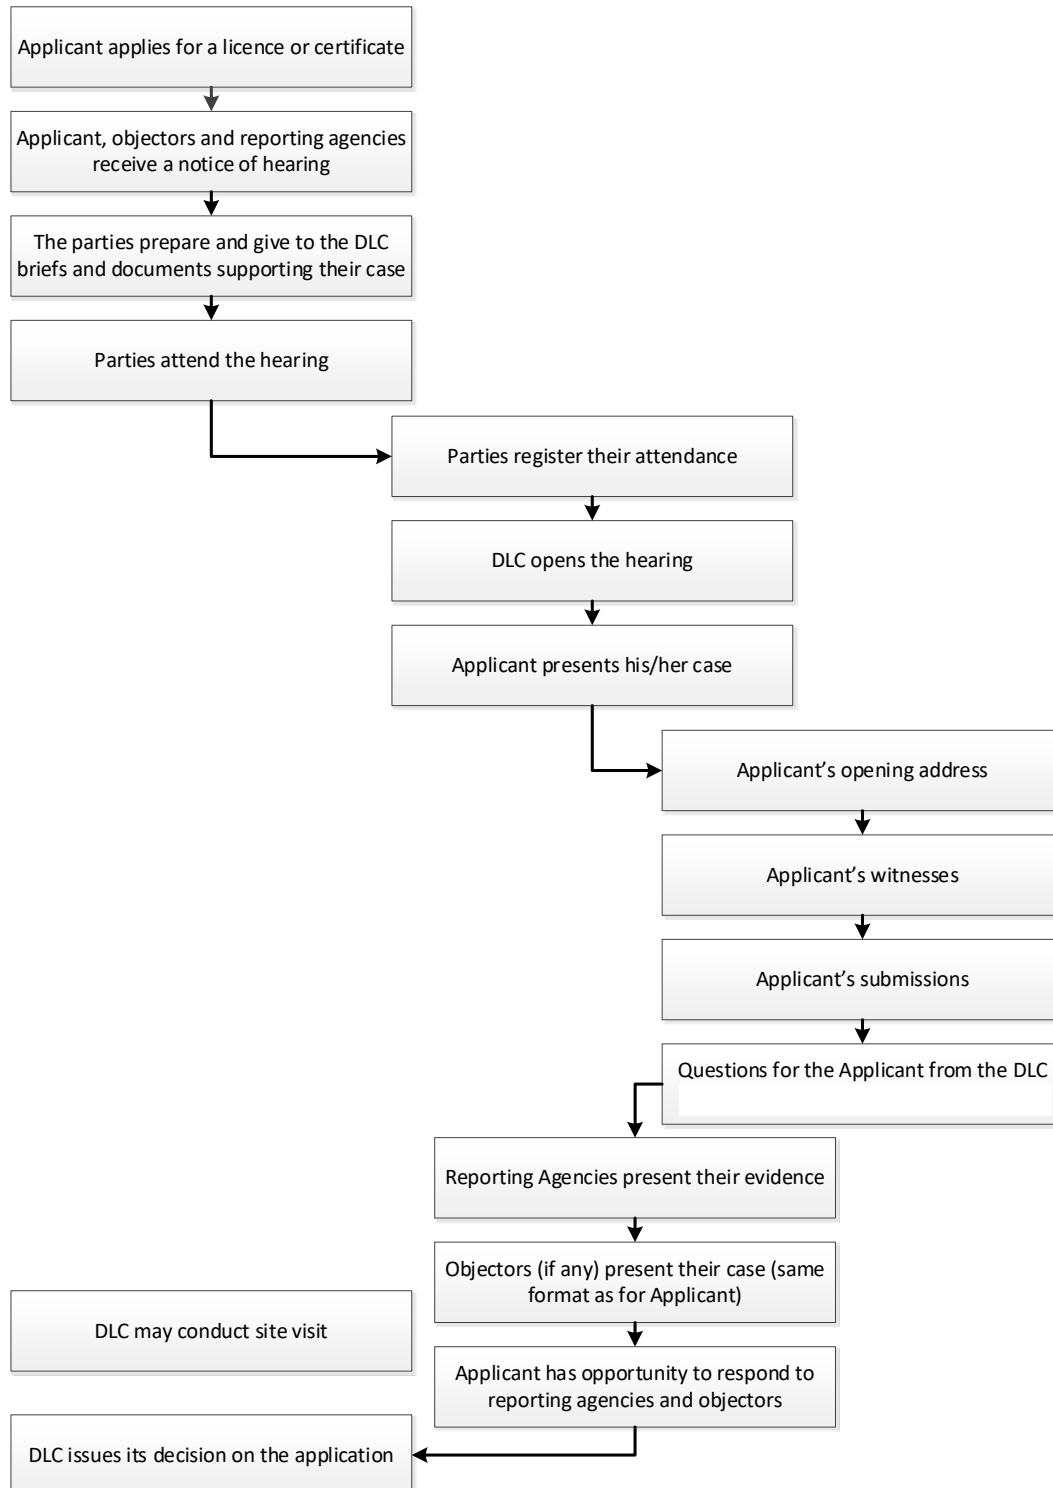 Applicant applies for a licence or certificate
Applicant, objectors and reporting agencies
receive a notice of hearing
The parties prepare and give to the DLC
briefs and documents supporting their case
Parties attend the hearing
Parties register their attendance
DLC opens the hearing
Applicant presents his/her case
Applicant’s opening address
Applicant’s witnesses
Applicant’s submissions
Questions for the Applicant from the DLC
Reporting Agencies present their evidence
Objectors (if any) present their case (same
format as for Applicant)
DLC may conduct site visit
Applicant has opportunity to respond to
reporting agencies and objectors
DLC issues its decision on the application